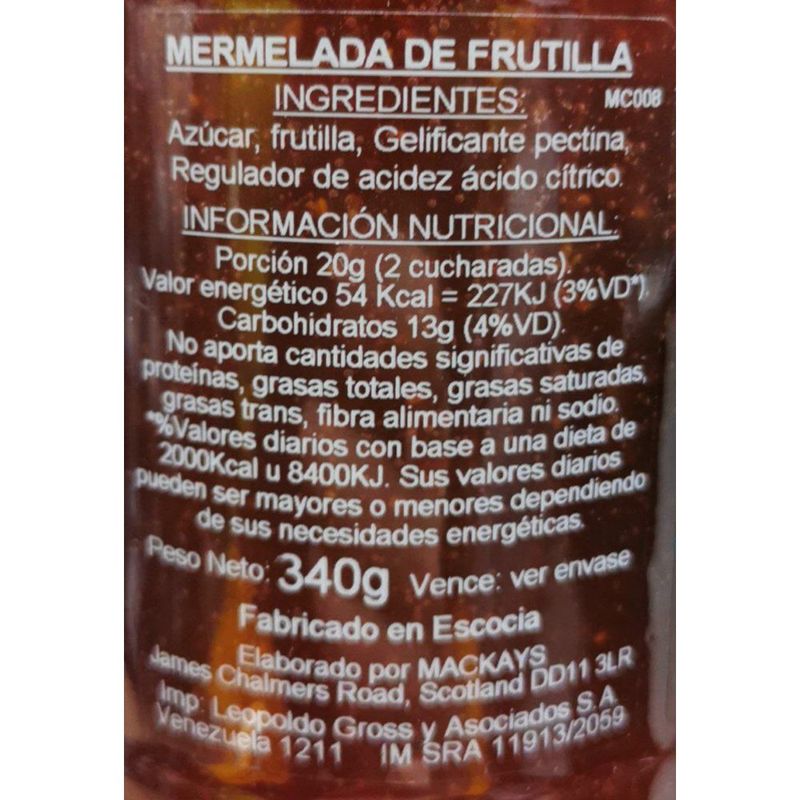 MERMELADA DE FRUTILLA
INGREDIENTES: MC008
Azúcar, frutilla, Gelificante pectina,
Regulador de acidez ácido cítrico.
INFORMACIÓN NUTRICIONAL:
Porción 20g (2 cucharadas).
Valor energético 54 Kcal = 227KJ (3%VD*).
Carbohidratos 13g (4%VD).
No aporta cantidades significativas de
proteínas, grasas totales, grasas saturadas,
grasas trans, fibra alimentaria ni sodio.
*%Valores diarios con base a una dieta de
2000Kcal u 8400KJ. Sus valores diarios
pueden ser mayores o menores dependiendo
de sus necesidades energéticas.
Peso Neto: 340g Vence: ver envase
Fabricado en Escocia
Elaborado por MACKAYS
James Chalmers Road, Scotland DD11 3LR
Imp: Leopoldo Gross y Asociados S.A.
Venezuela 1211 IM SRA 11913/2059